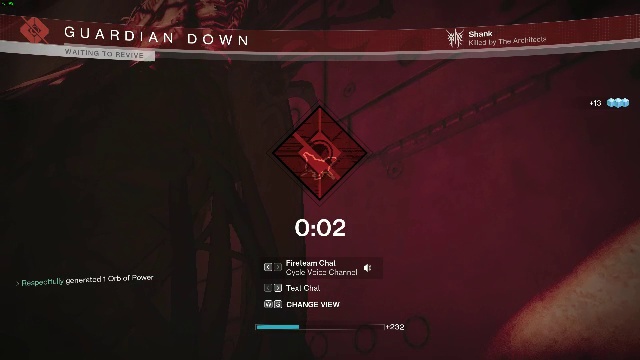 GUARDIAN DOWN
WAITING TO REVIVE
Shank
Killed by The Architects
+13
0:02
Fireteam Chat
Cycle Voice Channel
Text Chat
CHANGE VIEW
Respectfully generated 1 Orb of Power
+232